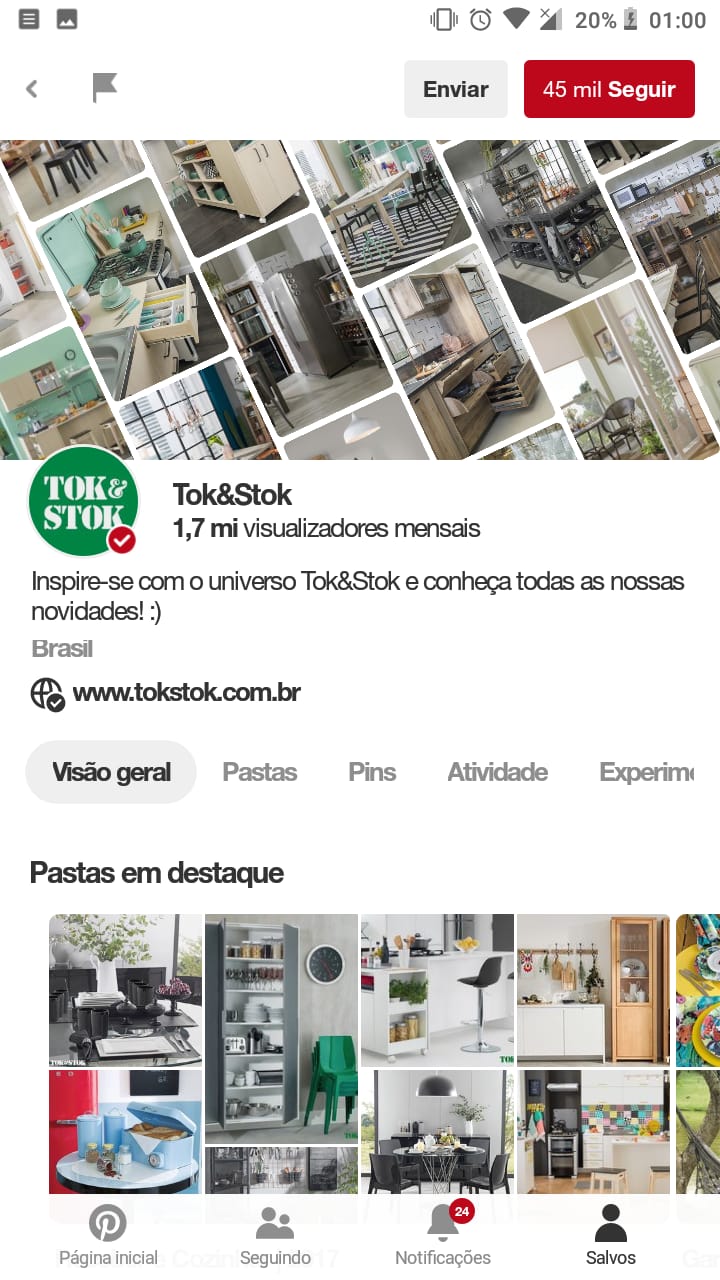 20% 01:00
Enviar
45 mil Seguir
TOK&
STOK
Tok&Stok
1,7 mi visualizadores mensais
Inspire-se com o universo Tok&Stok e conheça todas as nossas
novidades! :)
Brasil
www.tokstok.com.br
Visão geral Pastas Pins Atividade Experime
Pastas em destaque
TOK&STOK
TOK
24
Página inicial Seguindo Notificações Salvos